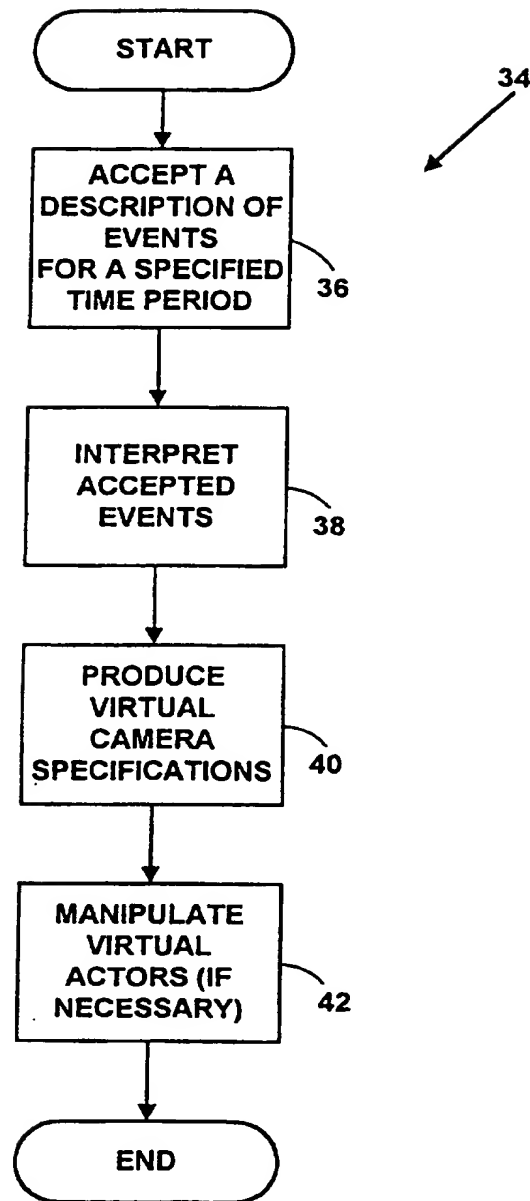 START
34
ACCEPT A
DESCRIPTION OF
EVENTS
FOR A SPECIFIED
TIME PERIOD
36
INTERPRET
ACCEPTED
EVENTS
38
PRODUCE
VIRTUAL
CAMERA
SPECIFICATIONS
40
MANIPULATE
VIRTUAL
ACTORS (IF
NECESSARY)
42
END